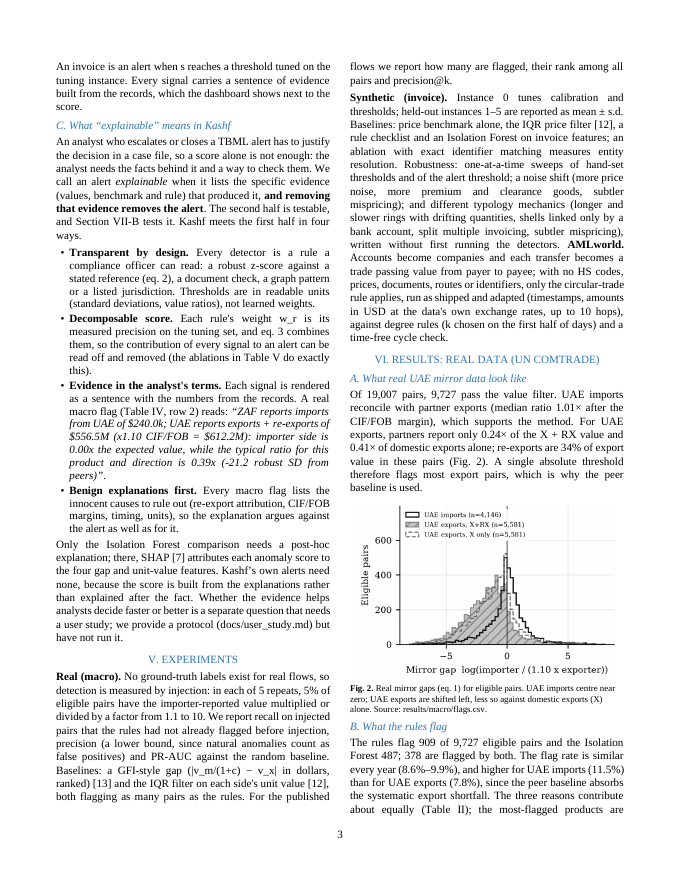 An invoice is an alert when s reaches a threshold tuned on the
tuning instance. Every signal carries a sentence of evidence
built from the records, which the dashboard shows next to the
score.
C. What “explainable” means in Kashf
An analyst who escalates or closes a TBML alert has to justify
the decision in a case file, so a score alone is not enough: the
analyst needs the facts behind it and a way to check them. We
call an alert explainable when it lists the specific evidence
(values, benchmark and rule) that produced it, and removing
that evidence removes the alert. The second half is testable,
and Section VII-B tests it. Kashf meets the first half in four
ways.
• Transparent by design. Every detector is a rule a
compliance officer can read: a robust z-score against a
stated reference (eq. 2), a document check, a graph pattern
or a listed jurisdiction. Thresholds are in readable units
(standard deviations, value ratios), not learned weights.
• Decomposable score. Each rule's weight w_r is its
measured precision on the tuning set, and eq. 3 combines
them, so the contribution of every signal to an alert can be
read off and removed (the ablations in Table V do exactly
this).
• Evidence in the analyst's terms. Each signal is rendered
as a sentence with the numbers from the records. A real
macro flag (Table IV, row 2) reads: “ZAF reports imports
from UAE of $240.0k; UAE reports exports + re-exports of
$556.5M (x1.10 CIF/FOB = $612.2M): importer side is
0.00x the expected value, while the typical ratio for this
product and direction is 0.39x (-21.2 robust SD from
peers)”.
• Benign explanations first. Every macro flag lists the
innocent causes to rule out (re-export attribution, CIF/FOB
margins, timing, units), so the explanation argues against
the alert as well as for it.
Only the Isolation Forest comparison needs a post-hoc
explanation; there, SHAP [7] attributes each anomaly score to
the four gap and unit-value features. Kashf's own alerts need
none, because the score is built from the explanations rather
than explained after the fact. Whether the evidence helps
analysts decide faster or better is a separate question that needs
a user study; we provide a protocol (docs/user_study.md) but
have not run it.
V. EXPERIMENTS
Real (macro). No ground-truth labels exist for real flows, so
detection is measured by injection: in each of 5 repeats, 5% of
eligible pairs have the importer-reported value multiplied or
divided by a factor from 1.1 to 10. We report recall on injected
pairs that the rules had not already flagged before injection,
precision (a lower bound, since natural anomalies count as
false positives) and PR-AUC against the random baseline.
Baselines: a GFI-style gap (|v_m/(1+c) − v_x| in dollars,
ranked) [13] and the IQR filter on each side's unit value [12],
both flagging as many pairs as the rules. For the published
flows we report how many are flagged, their rank among all
pairs and precision@k.
Synthetic (invoice). Instance 0 tunes calibration and
thresholds; held-out instances 1–5 are reported as mean ± s.d.
Baselines: price benchmark alone, the IQR price filter [12], a
rule checklist and an Isolation Forest on invoice features; an
ablation with exact identifier matching measures entity
resolution. Robustness: one-at-a-time sweeps of hand-set
thresholds and of the alert threshold; a noise shift (more price
noise, more premium and clearance goods, subtler
mispricing); and different typology mechanics (longer and
slower rings with drifting quantities, shells linked only by a
bank account, split multiple invoicing, subtler mispricing),
written without first running the detectors. AMLworld.
Accounts become companies and each transfer becomes a
trade passing value from payer to payee; with no HS codes,
prices, documents, routes or identifiers, only the circular-trade
rule applies, run as shipped and adapted (timestamps, amounts
in USD at the data's own exchange rates, up to 10 hops),
against degree rules (k chosen on the first half of days) and a
time-free cycle check.
VI. RESULTS: REAL DATA (UN COMTRADE)
A. What real UAE mirror data look like
Of 19,007 pairs, 9,727 pass the value filter. UAE imports
reconcile with partner exports (median ratio 1.01× after the
CIF/FOB margin), which supports the method. For UAE
exports, partners report only 0.24× of the X + RX value and
0.41× of domestic exports alone; re-exports are 34% of export
value in these pairs (Fig. 2). A single absolute threshold
therefore flags most export pairs, which is why the peer
baseline is used.
UAE imports (n=4,146)
UAE exports, X+RX (n=5,581)
UAE exports, X only (n=5,581)
Eligible pairs
600
400
200
0
−5
0
5
Mirror gap log(importer / (1.10 x exporter))
Fig. 2. Real mirror gaps (eq. 1) for eligible pairs. UAE imports centre near
zero; UAE exports are shifted left, less so against domestic exports (X)
alone. Source: results/macro/flags.csv.
B. What the rules flag
The rules flag 909 of 9,727 eligible pairs and the Isolation
Forest 487; 378 are flagged by both. The flag rate is similar
every year (8.6%–9.9%), and higher for UAE imports (11.5%)
than for UAE exports (7.8%), since the peer baseline absorbs
the systematic export shortfall. The three reasons contribute
about equally (Table II); the most-flagged products are
3